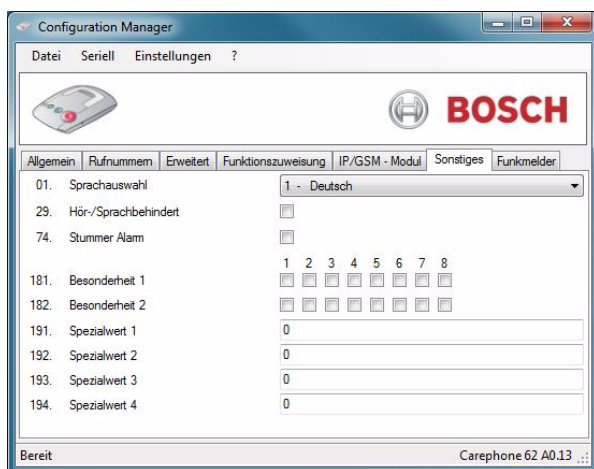 Configuration Manager
Datei Seriell Einstellungen ?
BOSCH
Allgemein Rufnummern Erweitert Funktionszuweisung IP/GSM - Modul Sonstiges Funkmelder
01. Sprachauswahl 1 - Deutsch
29. Hör-/Sprachbehindert
74. Stummer Alarm
1 2 3 4 5 6 7 8
181. Besonderheit 1
182. Besonderheit 2
191. Spezialwert 1 0
192. Spezialwert 2 0
193. Spezialwert 3 0
194. Spezialwert 4 0
Bereit Carephone 62 A0.13